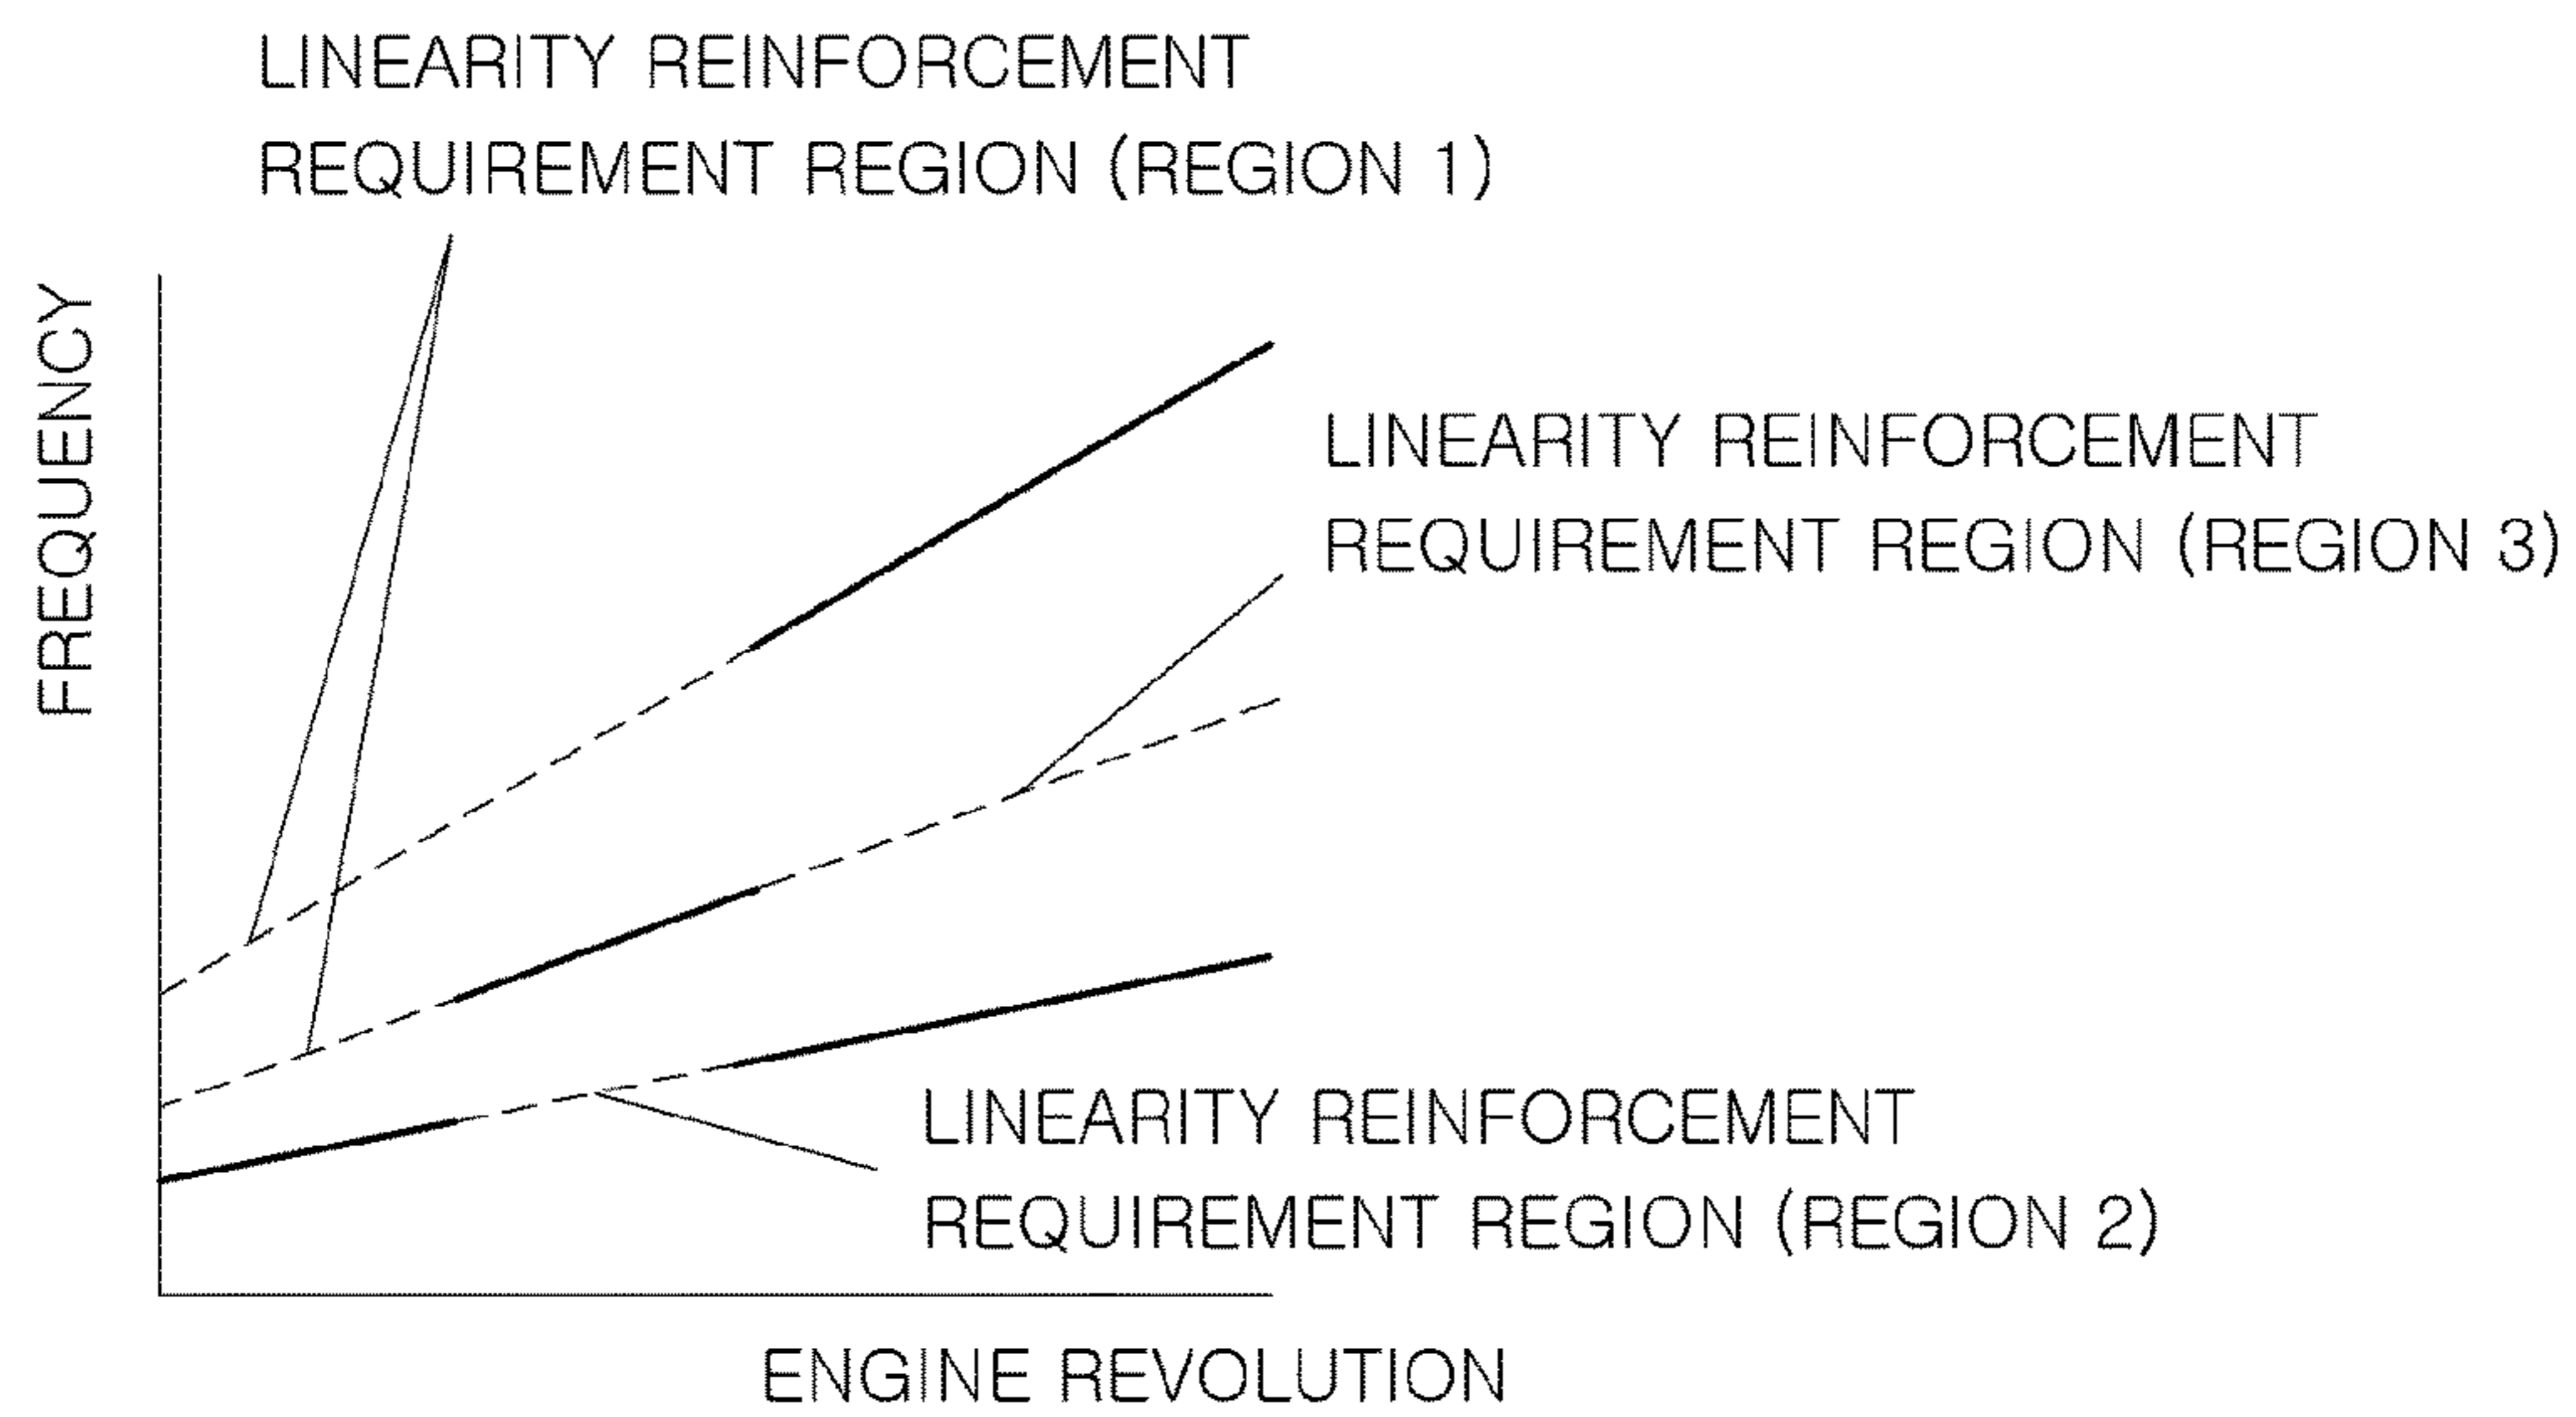 LINEARITY REINFORCEMENT
REQUIREMENT REGION (REGION 1)
FREQUENCY
LINEARITY REINFORCEMENT
REQUIREMENT REGION (REGION 3)
LINEARITY REINFORCEMENT
REQUIREMENT REGION (REGION 2)
ENGINE REVOLUTION